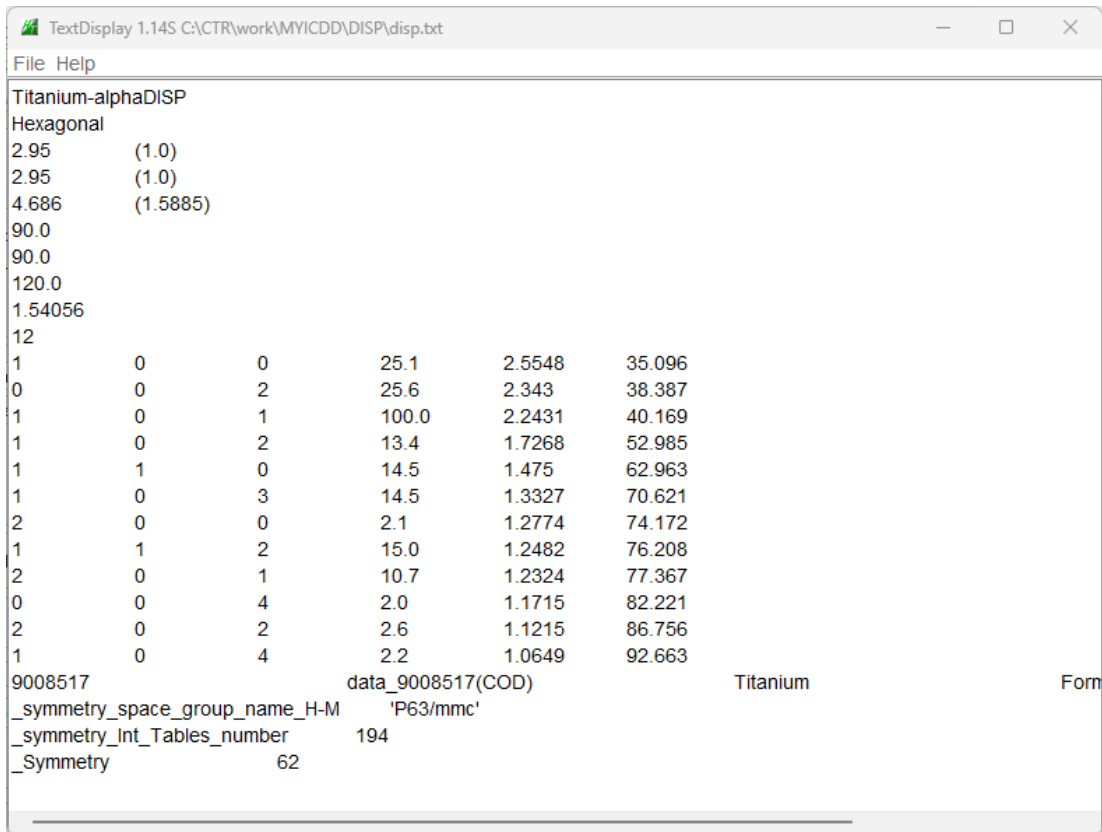 TextDisplay 1.14S C:\CTR\work\MYICDD\DISP\disp.txt
File Help
Titanium-alphaDISP
Hexagonal
2.95 (1.0)
2.95 (1.0)
4.686 (1.5885)
90.0
90.0
120.0
1.54056
12
1 0 0 25.1 2.5548 35.096
0 0 2 25.6 2.343 38.387
1 0 1 100.0 2.2431 40.169
1 0 2 13.4 1.7268 52.985
1 1 0 14.5 1.475 62.963
1 0 3 14.5 1.3327 70.621
2 0 0 2.1 1.2774 74.172
1 1 2 15.0 1.2482 76.208
2 0 1 10.7 1.2324 77.367
0 0 4 2.0 1.1715 82.221
2 0 2 2.6 1.1215 86.756
1 0 4 2.2 1.0649 92.663
9008517 data_9008517(COD) Titanium Form
_symmetry_space_group_name_H-M 'P63/mmc'
_symmetry_Int_Tables_number 194
_Symmetry 62